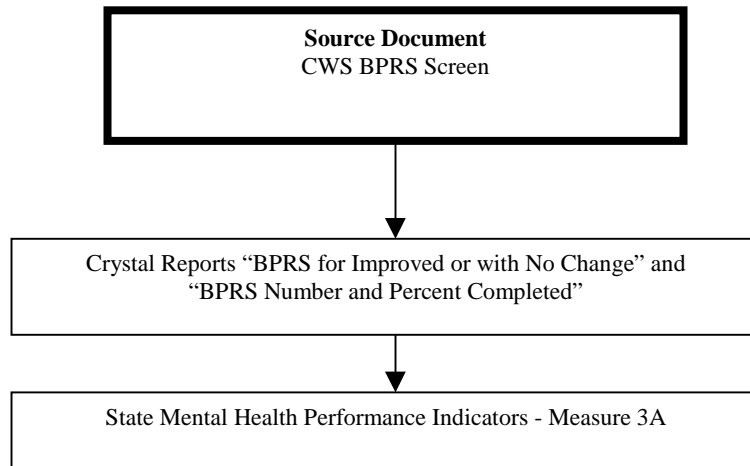 Source Document
CWS BPRS Screen
Crystal Reports “BPRS for Improved or with No Change” and
“BPRS Number and Percent Completed”
State Mental Health Performance Indicators - Measure 3A